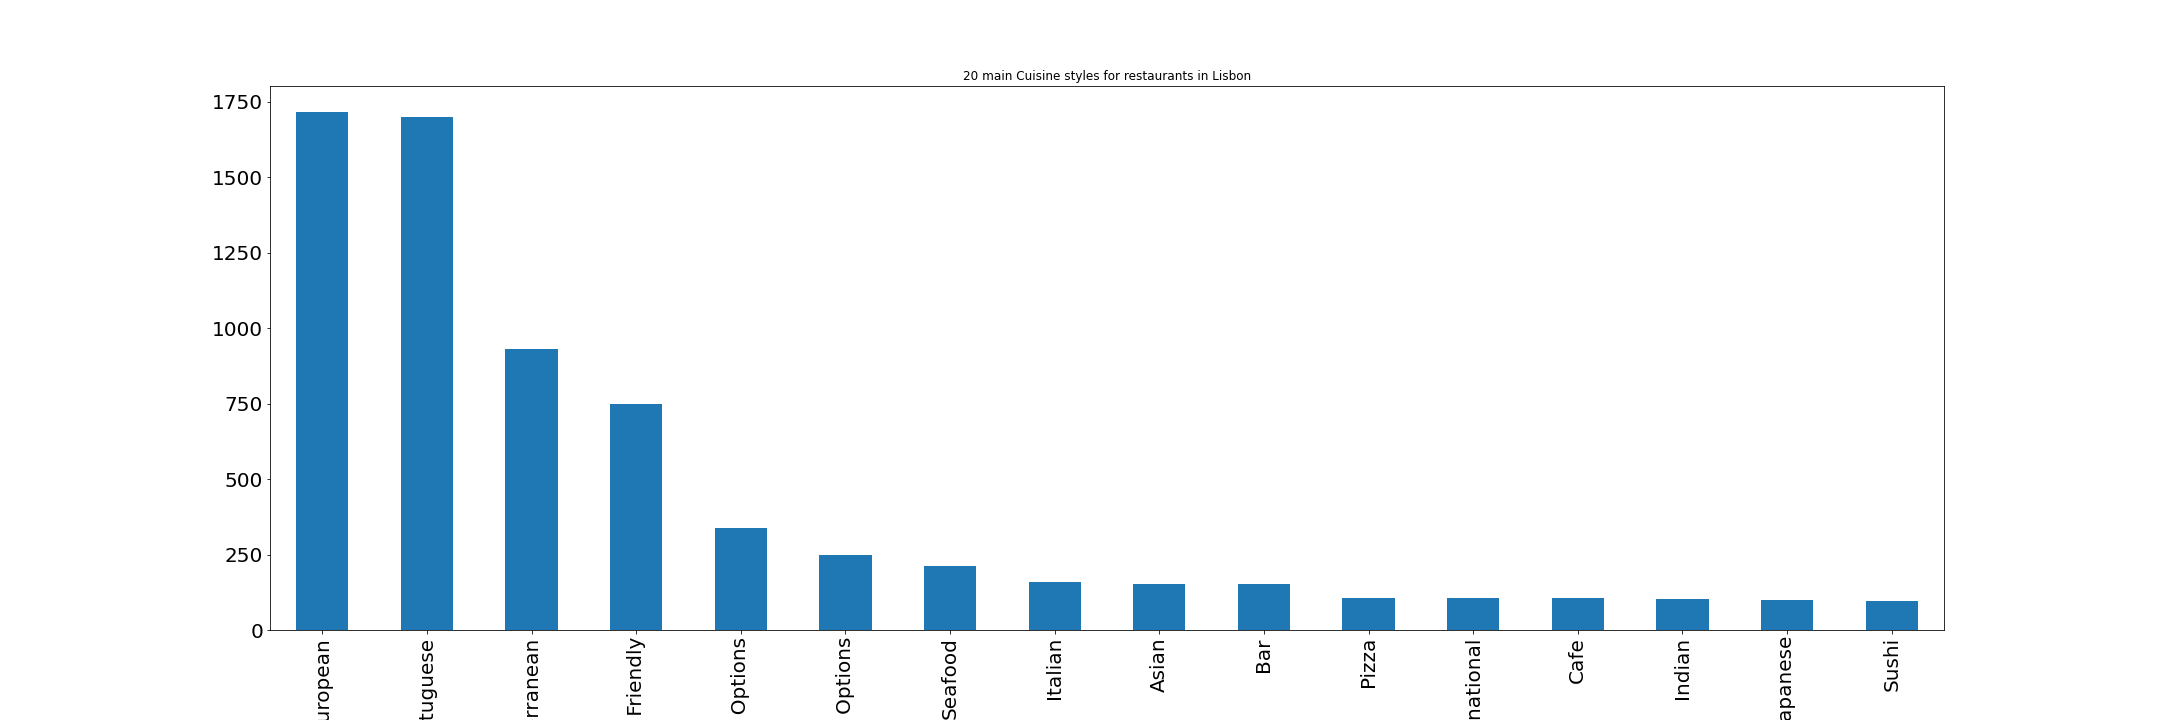 20 main Cuisine styles for restaurants in Lisbon
1750
1500
1250
1000
750
500
250
0
uropean
tuguese
rranean
Friendly
Options
Options
Seafood
Italian
Asian
Bar
Pizza
national
Cafe
Indian
apanese
Sushi